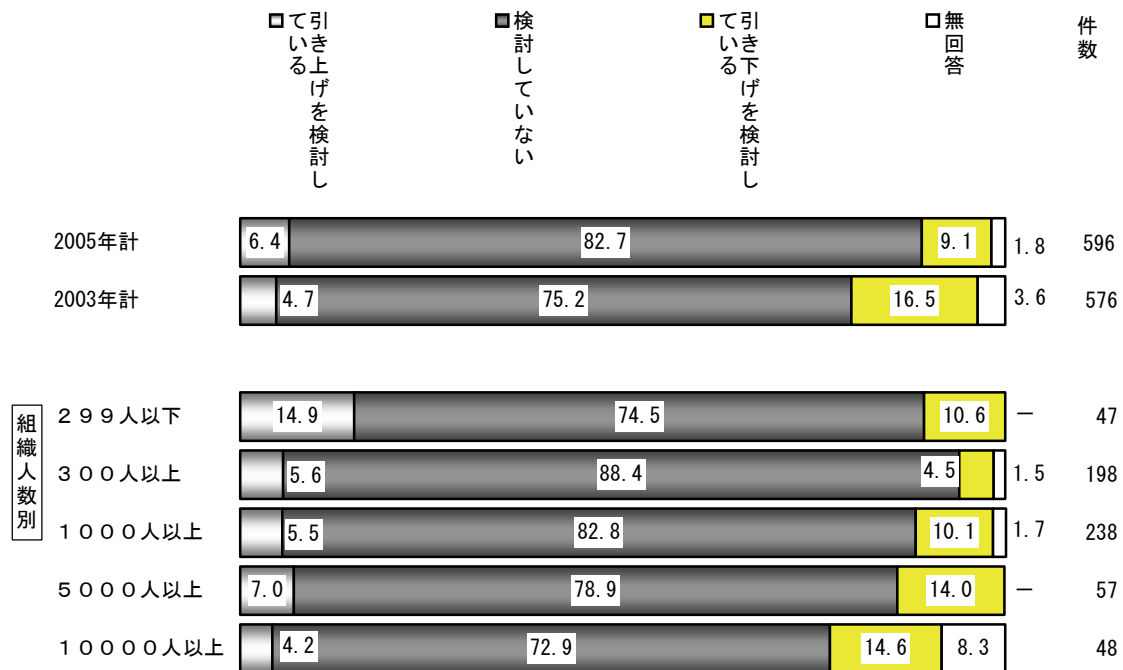 □引き上げを検討し
ている
■検討していない
□引き下げを検討し
ている
□無回答
件数
2005年計 6.4 82.7 9.1 1.8 596
2003年計 4.7 75.2 16.5 3.6 576
組織人数別
２９９人以下 14.9 74.5 10.6 － 47
３００人以上 5.6 88.4 4.5 1.5 198
１０００人以上 5.5 82.8 10.1 1.7 238
５０００人以上 7.0 78.9 14.0 － 57
１００００人以上 4.2 72.9 14.6 8.3 48